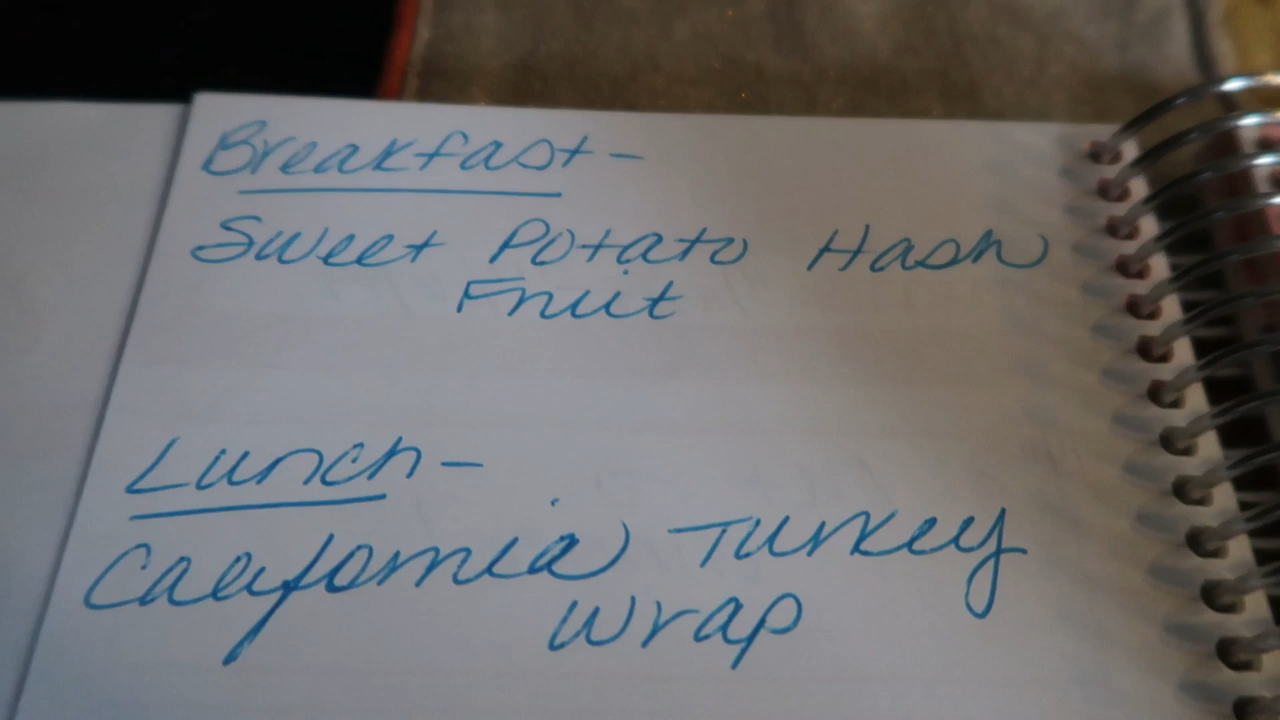 Breakfast-
Sweet Potato Hash
Fruit
Lunch-
California Turkey
Wrap